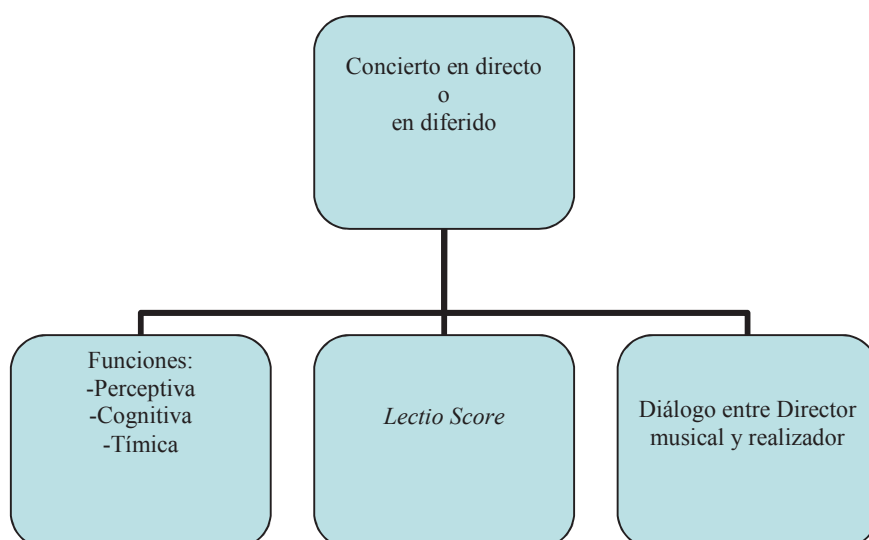 Concierto en directo
o
en diferido
Funciones:
-Perceptiva
-Cognitiva
-Tímica
Lectio Score
Diálogo entre Director
musical y realizador